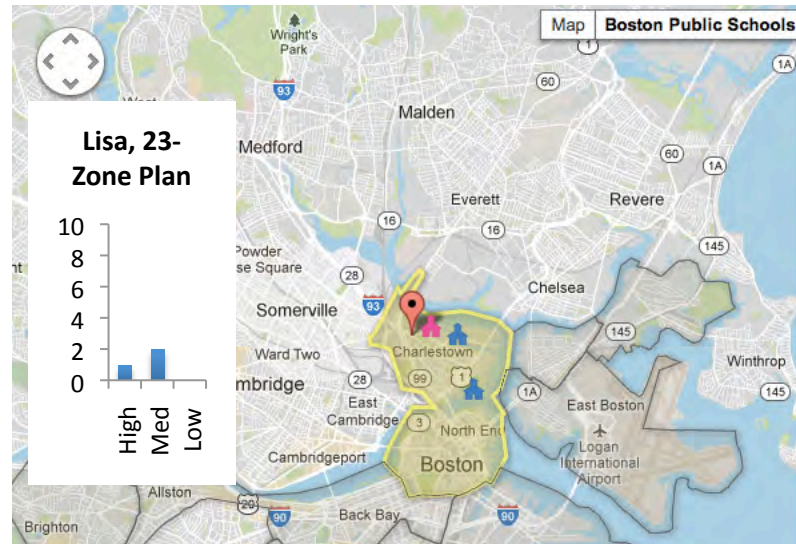 Wright's
Park
Map
Boston Public Schools
1
1A
93
60
Malden
Lisa, 23-
Zone Plan
Medford
60
1A
Everett
Revere
10
8
6
4
2
0
High
Med
Low
16
16
145
Powder
se Square
28
Chelsea
93
Somerville
145
Ward Two
Charlestown
Winthrop
mbridge
28
99
1
1A
145
East
Cambridge
East Boston
3
North End
Logan
International
Airport
Cambridgeport
Boston
Allston
20
Back Bay
Brighton
90
90